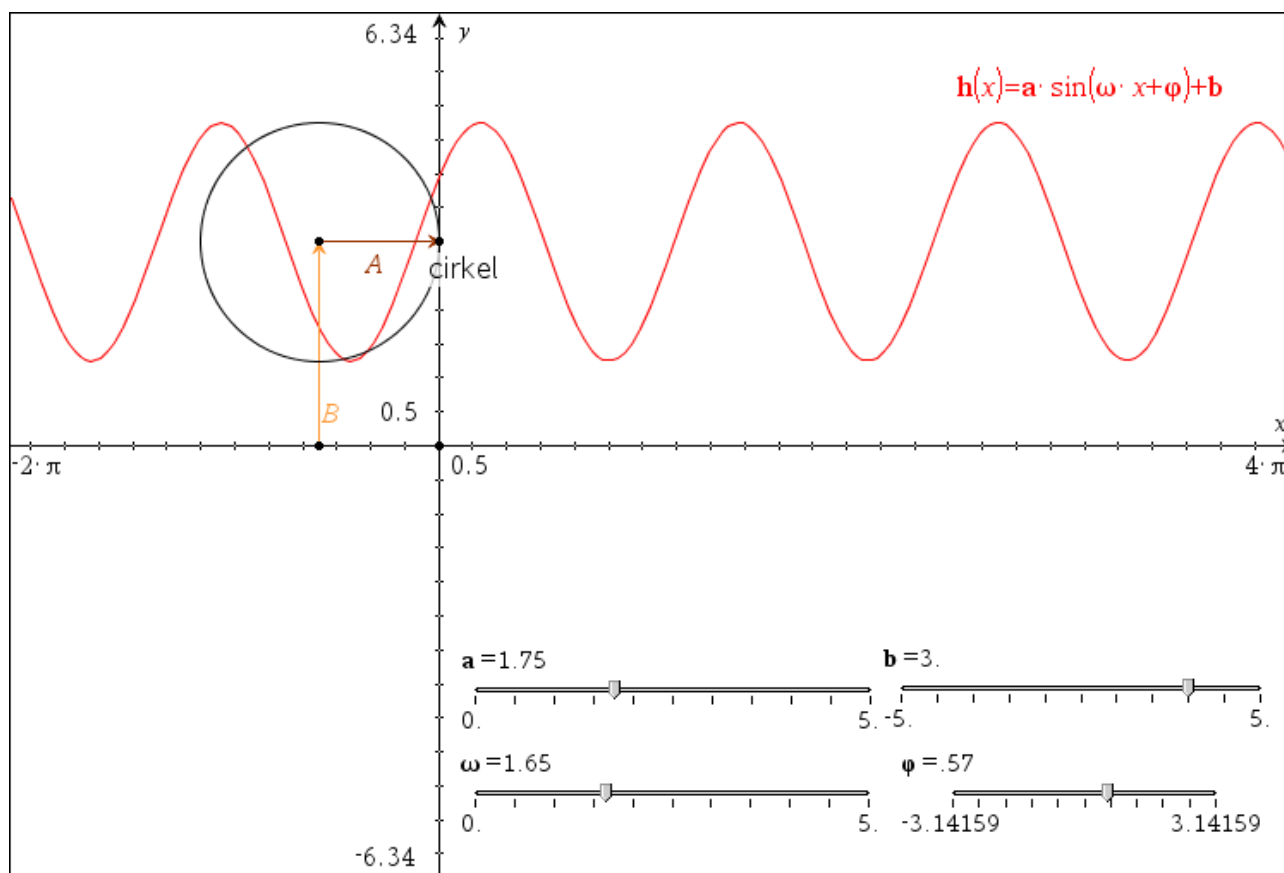 6.34 y
h(x)=a· sin(ω· x+φ)+b
A
cirkel
B
0.5
x
-2·π
0.5
4·π
a =1.75
b =3.
0.
5.
-5.
5.
ω =1.65
φ =.57
0.
5.
-3.14159
3.14159
-6.34